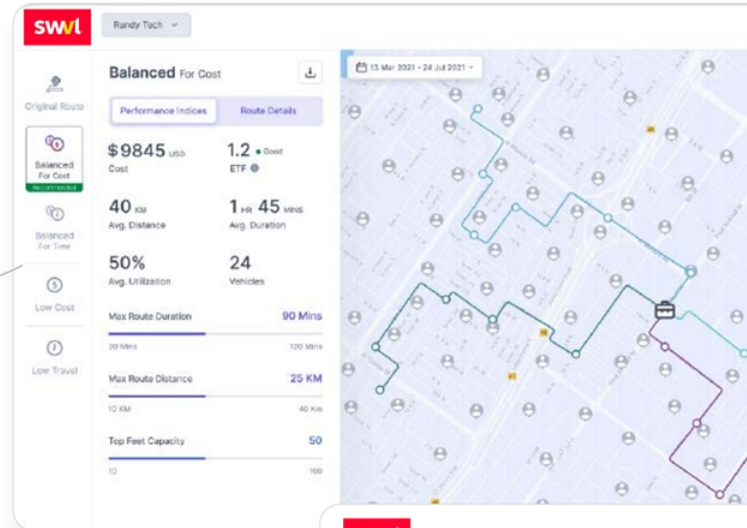 swvl
Randy Tech
Original Route
Balanced
For Cost
Recommended
Balanced
For Time
Low Cost
Low Travel
Balanced For Cost
Performance Indices
Route Details
$9845 USD
Cost
1.2 Good
ETF
40 KM
Avg. Distance
1 HR 45 MINS
Avg. Duration
50%
Avg. Utilization
24
Vehicles
Max Route Duration 90 Mins
20 Mins 120 Mins
Max Route Distance 25 KM
10 KM 40 Km
Top Feet Capacity 50
10 100
13 Mar 2021 - 24 Jul 2021